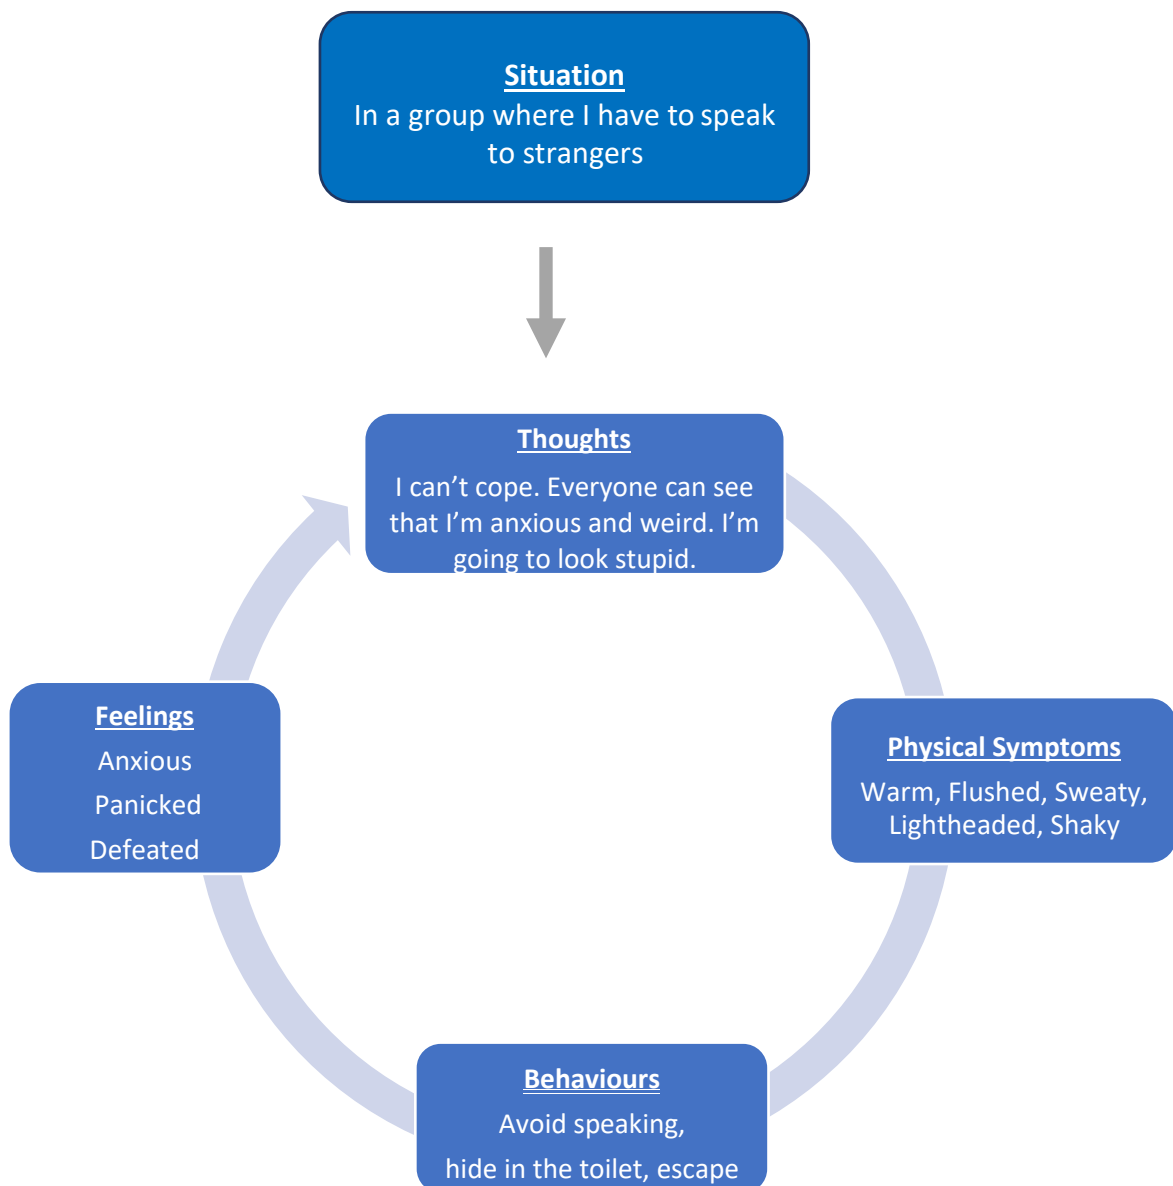 Situation
In a group where I have to speak
to strangers
Thoughts
I can’t cope. Everyone can see
that I’m anxious and weird. I’m
going to look stupid.
Physical Symptoms
Warm, Flushed, Sweaty,
Lightheaded, Shaky
Behaviours
Avoid speaking,
hide in the toilet, escape
Feelings
Anxious
Panicked
Defeated